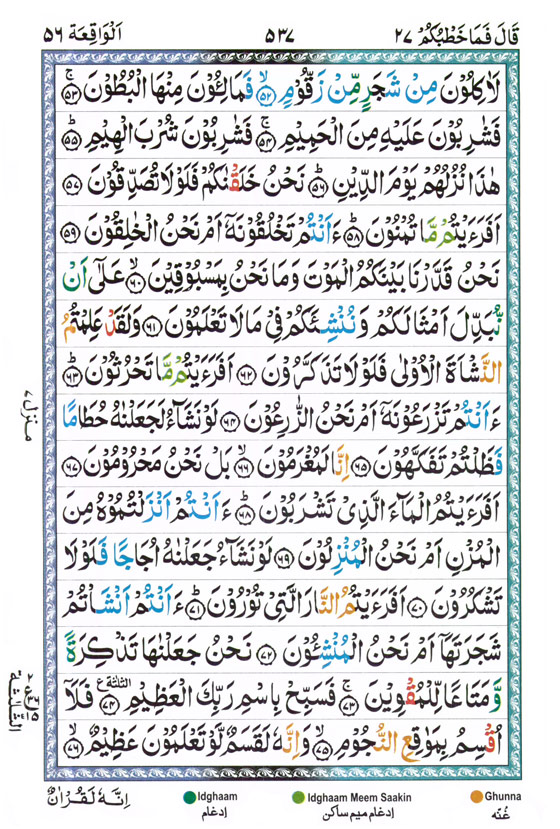 قَالَ فَمَا خَطْبُكُمْ ٢٧ ٥٣٧ اَلْوَاقِعَة ٥٦
لَاٰكِلُوْنَ مِنْ شَجَرٍ مِّنْ زَقُّوْمٍ ۙ﴿٥٢﴾ فَمَالِـُٔوْنَ مِنْهَا الْبُطُوْنَ ۚ﴿٥٣﴾
فَشٰرِبُوْنَ عَلَيْهِ مِنَ الْحَمِيْمِ ۚ﴿٥٤﴾ فَشٰرِبُوْنَ شُرْبَ الْهِيْمِ ؕ﴿٥٥﴾
هٰذَا نُزُلُهُمْ يَوْمَ الدِّيْنِ ؕ﴿٥٦﴾ نَحْنُ خَلَقْنٰكُمْ فَلَوْلَا تُصَدِّقُوْنَ ﴿٥٧﴾
اَفَرَءَيْتُمْ مَّا تُمْنُوْنَ ؕ﴿٥٨﴾ ءَاَنْتُمْ تَخْلُقُوْنَهٗۤ اَمْ نَحْنُ الْخٰلِقُوْنَ ﴿٥٩﴾
نَحْنُ قَدَّرْنَا بَيْنَكُمُ الْمَوْتَ وَمَا نَحْنُ بِمَسْبُوْقِيْنَ ۙ﴿٦٠﴾ عَلٰۤى اَنْ
نُّبَدِّلَ اَمْثَالَكُمْ وَنُنْشِئَكُمْ فِيْ مَا لَا تَعْلَمُوْنَ ﴿٦١﴾ وَلَقَدْ عَلِمْتُمُ
النَّشْاَةَ الْاُوْلٰى فَلَوْلَا تَذَكَّرُوْنَ ﴿٦٢﴾ اَفَرَءَيْتُمْ مَّا تَحْرُثُوْنَ ؕ﴿٦٣﴾
ءَاَنْتُمْ تَزْرَعُوْنَهٗۤ اَمْ نَحْنُ الزّٰرِعُوْنَ ﴿٦٤﴾ لَوْ نَشَآءُ لَجَعَلْنٰهُ حُطَامًا
فَظَلْتُمْ تَفَكَّهُوْنَ ﴿٦٥﴾ اِنَّا لَمُغْرَمُوْنَ ۙ﴿٦٦﴾ بَلْ نَحْنُ مَحْرُوْمُوْنَ ﴿٦٧﴾
اَفَرَءَيْتُمُ الْمَآءَ الَّذِيْ تَشْرَبُوْنَ ؕ﴿٦٨﴾ ءَاَنْتُمْ اَنْزَلْتُمُوْهُ مِنَ
الْمُزْنِ اَمْ نَحْنُ الْمُنْزِلُوْنَ ﴿٦٩﴾ لَوْ نَشَآءُ جَعَلْنٰهُ اُجَاجًا فَلَوْلَا
تَشْكُرُوْنَ ﴿٧٠﴾ اَفَرَءَيْتُمُ النَّارَ الَّتِيْ تُوْرُوْنَ ؕ﴿٧١﴾ ءَاَنْتُمْ اَنْشَاْتُمْ
شَجَرَتَهَاۤ اَمْ نَحْنُ الْمُنْشِـُٔوْنَ ﴿٧٢﴾ نَحْنُ جَعَلْنٰهَا تَذْكِرَةً
وَّمَتَاعًا لِّلْمُقْوِيْنَ ۚ﴿٧٣﴾ فَسَبِّحْ بِاسْمِ رَبِّكَ الْعَظِيْمِ ﴿٧٤﴾ الثلٰثة ع فَلَاۤ
اُقْسِمُ بِمَوٰقِعِ النُّجُوْمِ ۙ﴿٧٥﴾ وَاِنَّهٗ لَقَسَمٌ لَّوْ تَعْلَمُوْنَ عَظِيْمٌ ۙ﴿٧٦﴾
منزل ٧
اِنَّهٗ لَقُرْاٰنٌ
Idghaam
ادغام
Idghaam Meem Saakin
ادغام میم ساکن
Ghunna
غُنّه